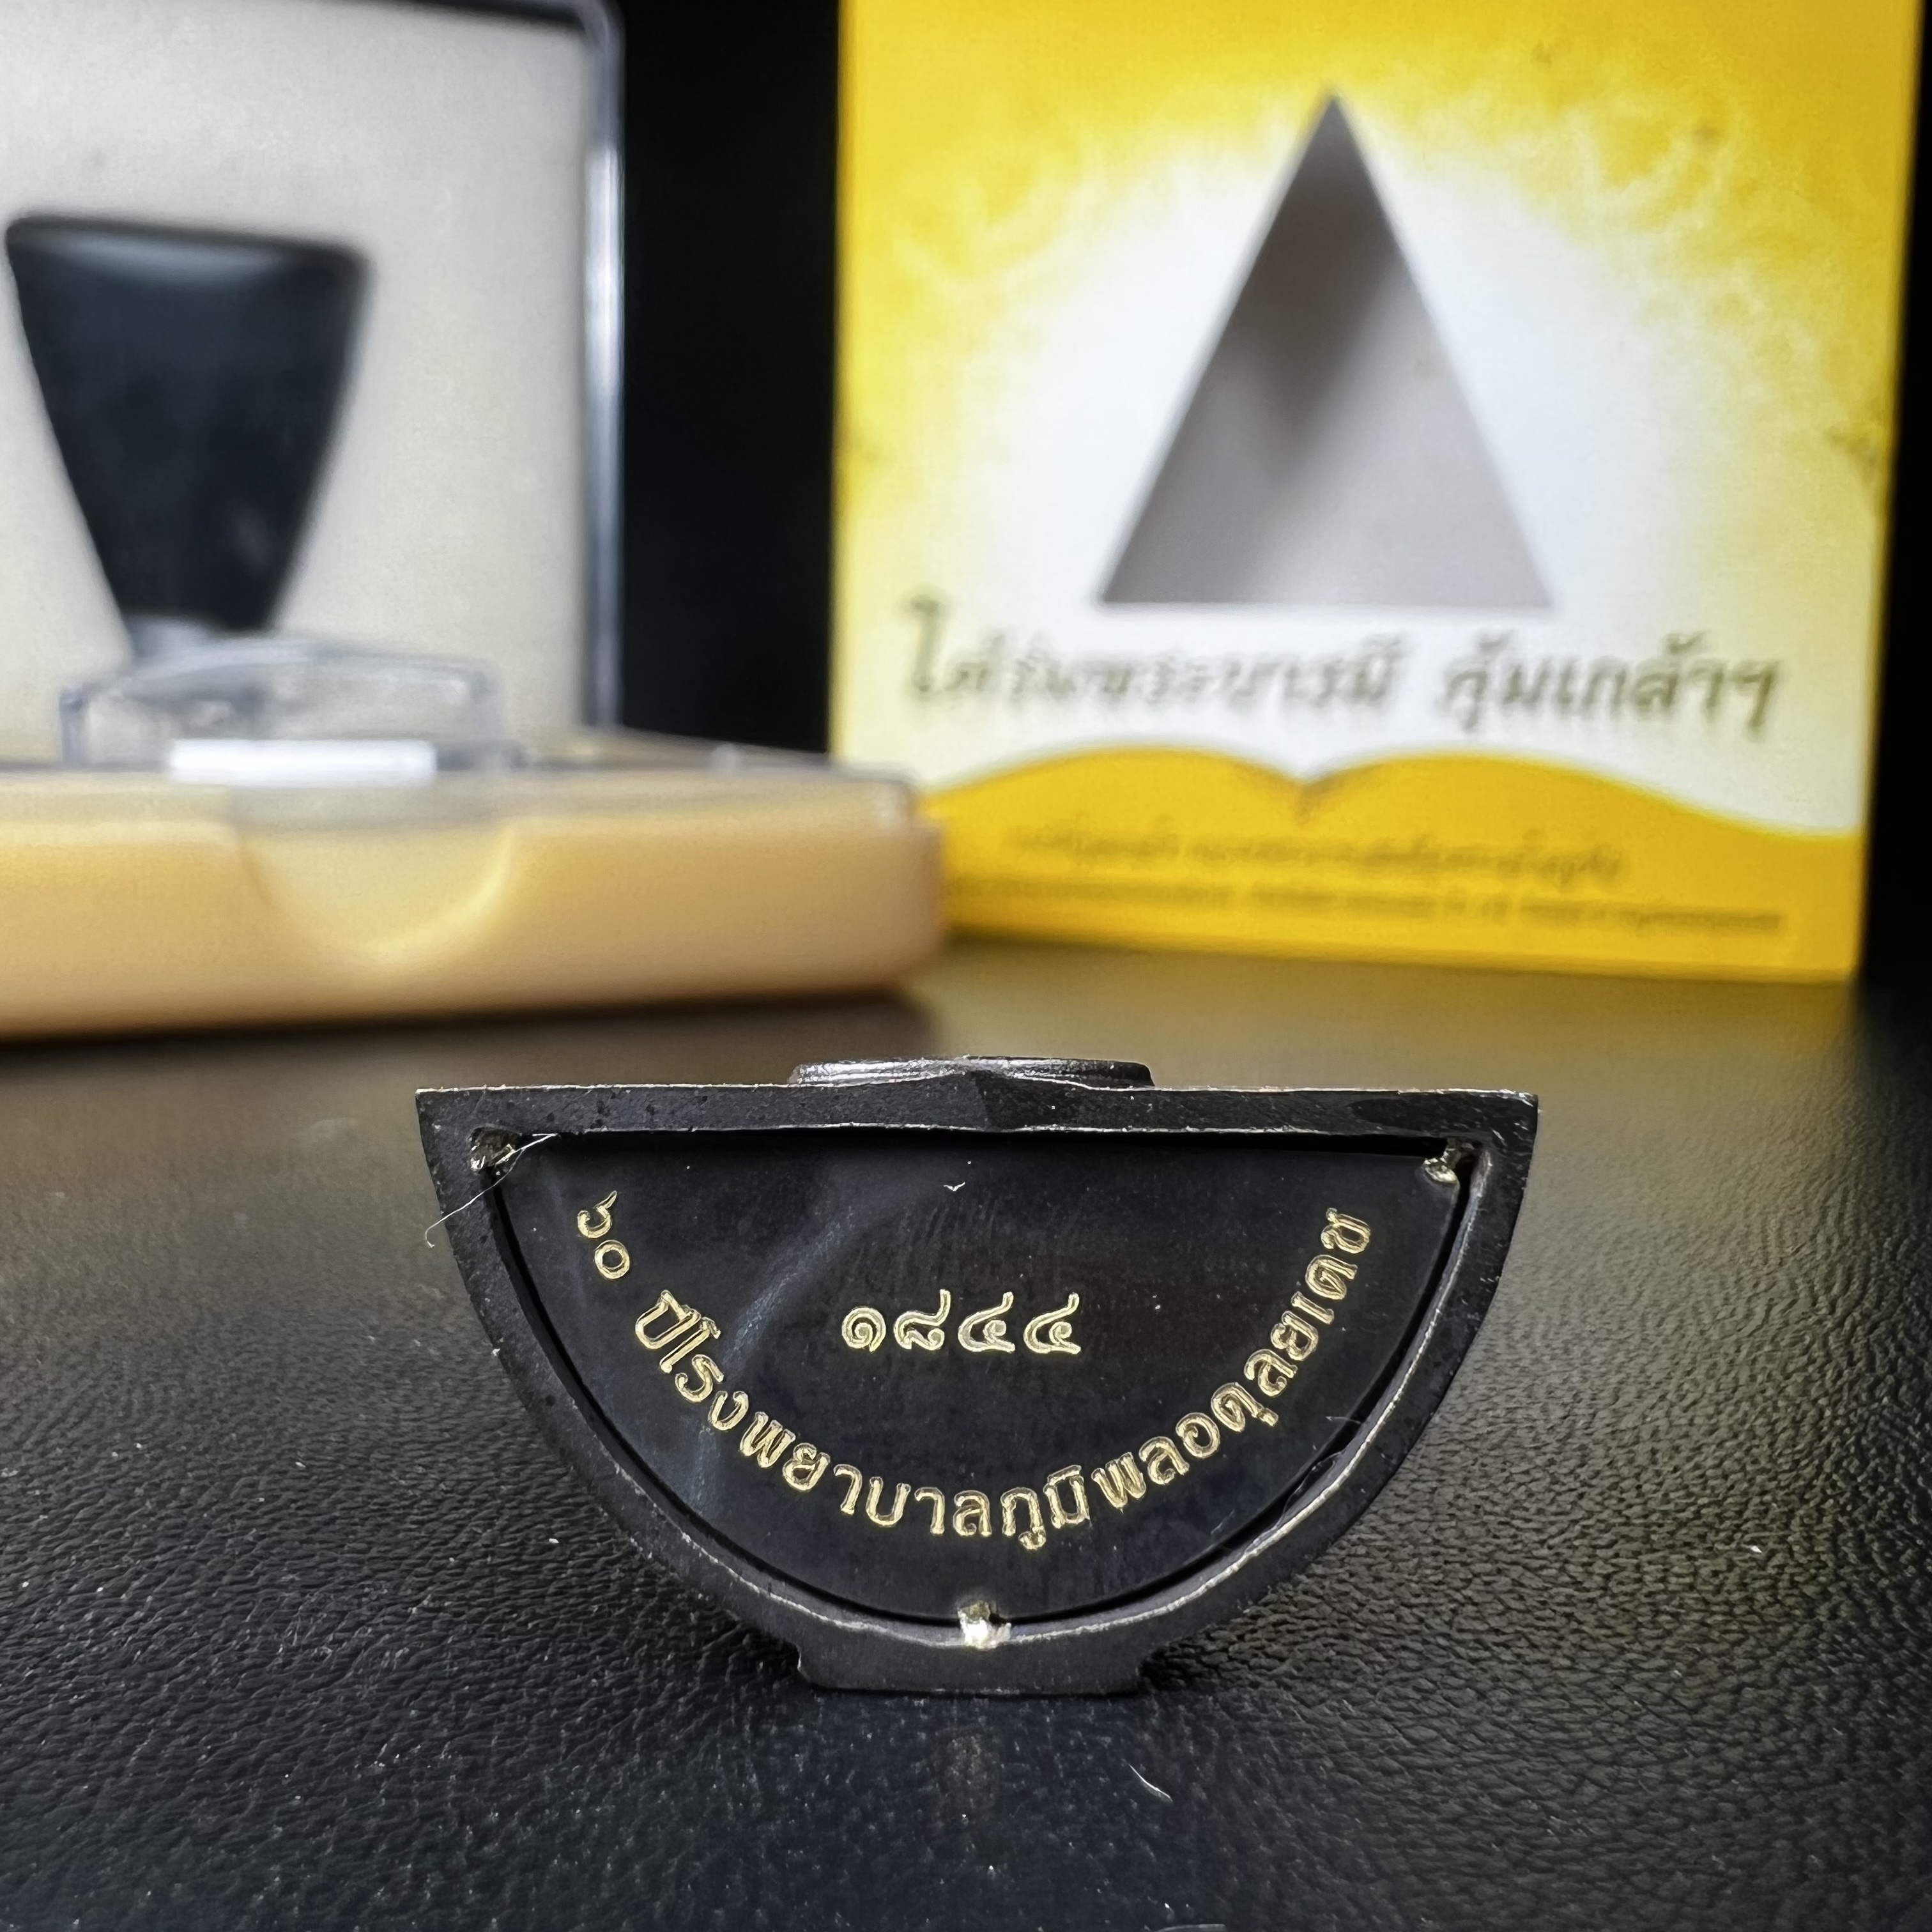 ใต้ร่มพระบารมี คุ้มเกล้าฯ
๑๘๔๔
๖๐ ปีโรงพยาบาลภูมิพลอดุลยเดช